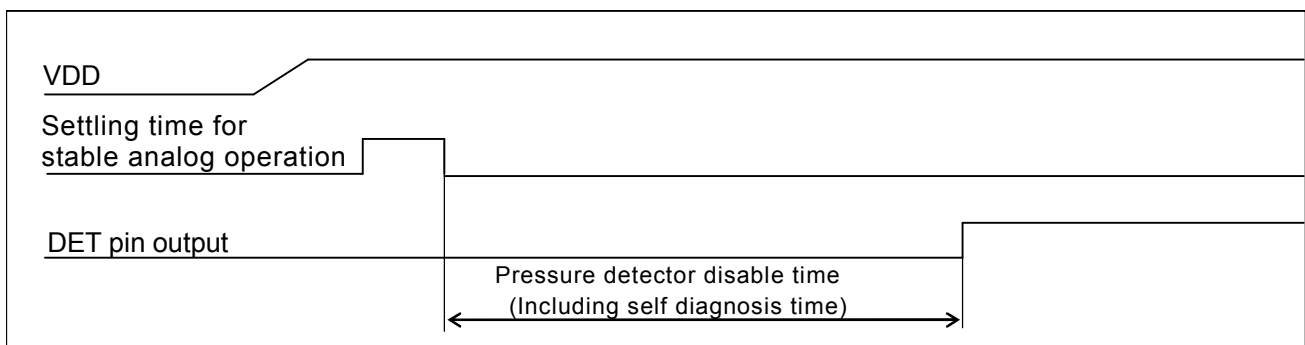 VDD
Settling time for
stable analog operation
DET pin output
Pressure detector disable time
(Including self diagnosis time)